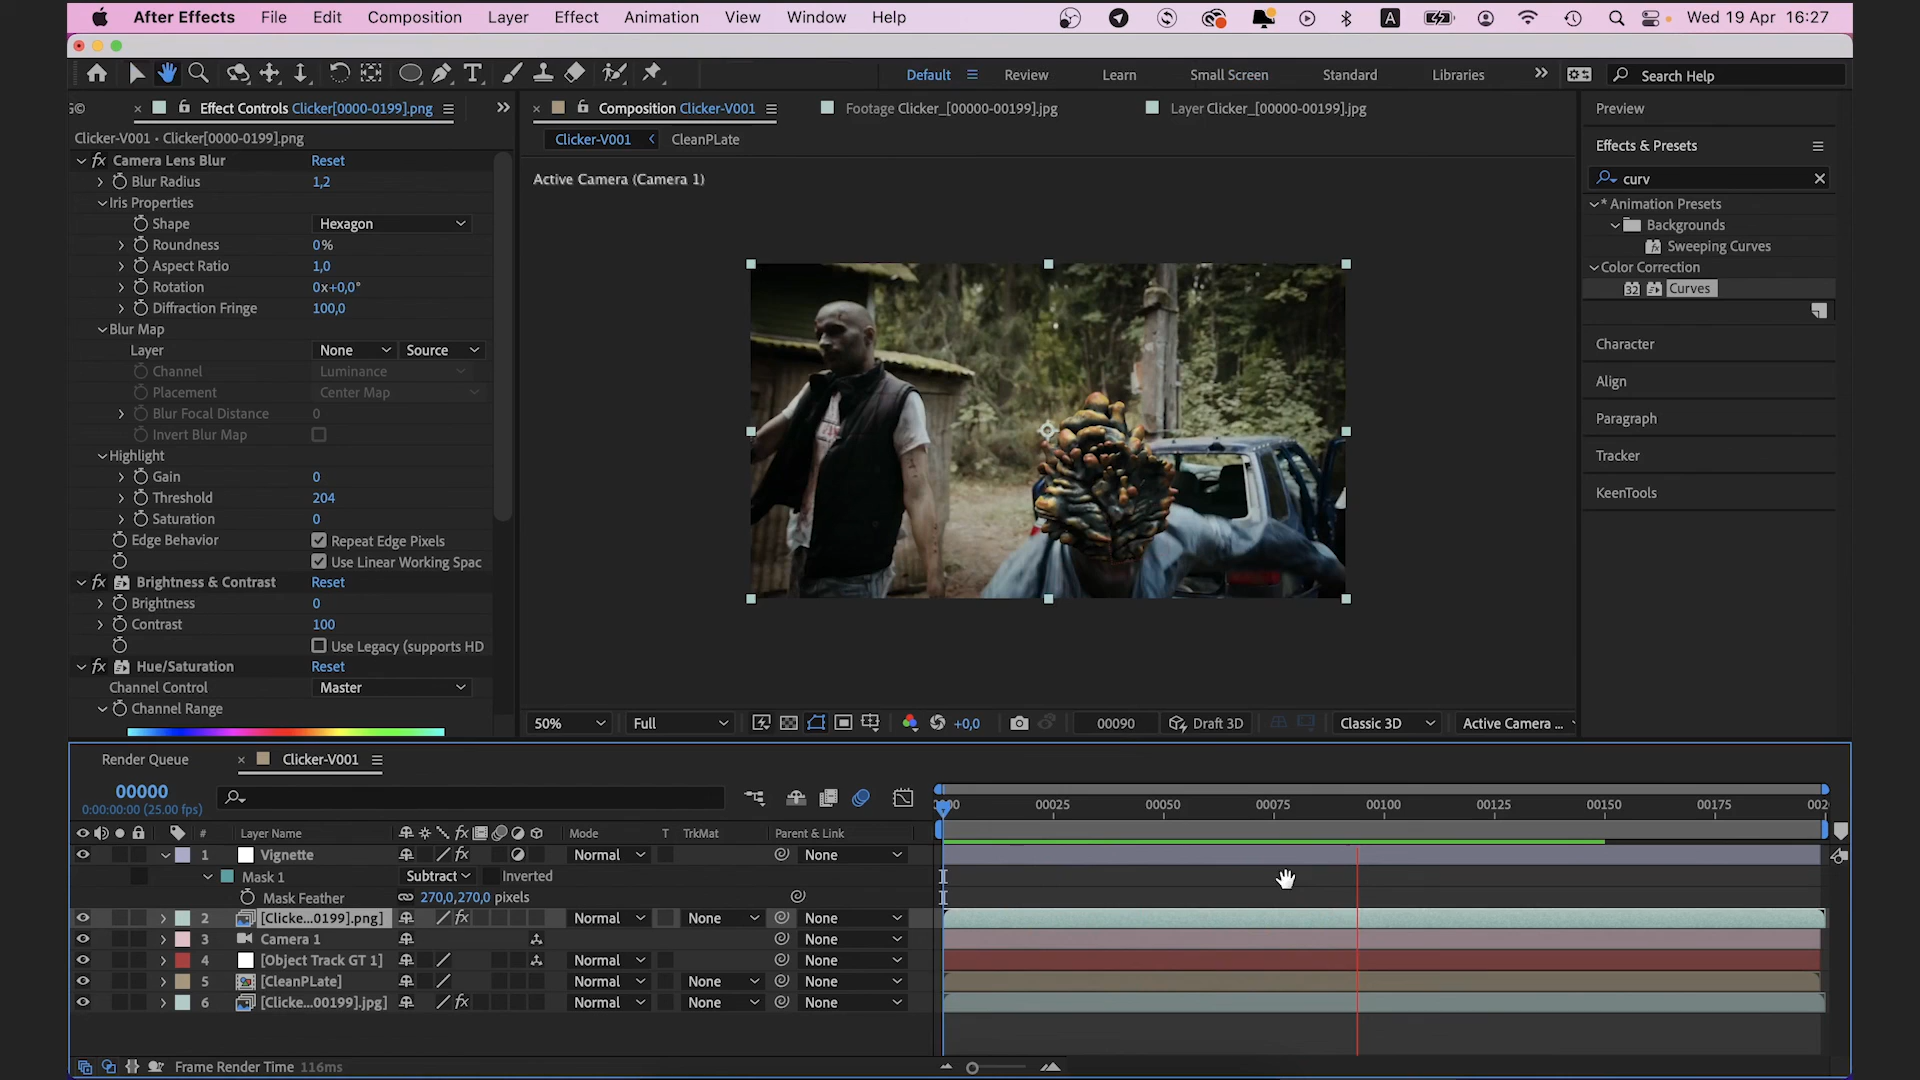 After Effects File Edit Composition Layer Effect Animation View Window Help A Wed 19 Apr 16:27
Default Review Learn Small Screen Standard Libraries Search Help
Effect Controls Clicker[0000-0199].png
Clicker-V001 • Clicker[0000-0199].png
fx Camera Lens Blur Reset
Blur Radius 1,2
Iris Properties
Shape Hexagon
Roundness 0%
Aspect Ratio 1,0
Rotation 0x+0,0°
Diffraction Fringe 100,0
Blur Map
Layer None Source
Channel Luminance
Placement Center Map
Blur Focal Distance 0
Invert Blur Map
Highlight
Gain 0
Threshold 204
Saturation 0
Edge Behavior Repeat Edge Pixels
Use Linear Working Spac
fx Brightness & Contrast Reset
Brightness 0
Contrast 100
Use Legacy (supports HD
fx Hue/Saturation Reset
Channel Control Master
Channel Range
Composition Clicker-V001 Footage Clicker_[00000-00199].jpg Layer Clicker_[00000-00199].jpg
Clicker-V001 CleanPLate
Active Camera (Camera 1)
50% Full +0,0 00090 Draft 3D Classic 3D Active Camera ...
Preview
Effects & Presets
curv
* Animation Presets
Backgrounds
Sweeping Curves
Color Correction
32 Curves
Character
Align
Paragraph
Tracker
KeenTools
Render Queue Clicker-V001
00000
0:00:00:00 (25.00 fps)
00025 00050 00075 00100 00125 00150 00175 002
# Layer Name fx Mode T TrkMat Parent & Link
1 Vignette fx Normal None
Mask 1 Subtract Inverted
Mask Feather 270,0,270,0 pixels
2 [Clicke...0199].png] fx Normal None None
3 Camera 1 None
4 [Object Track GT 1] Normal None
5 [CleanPLate] Normal None None
6 [Clicke...00199].jpg] fx Normal None None
Frame Render Time 116ms